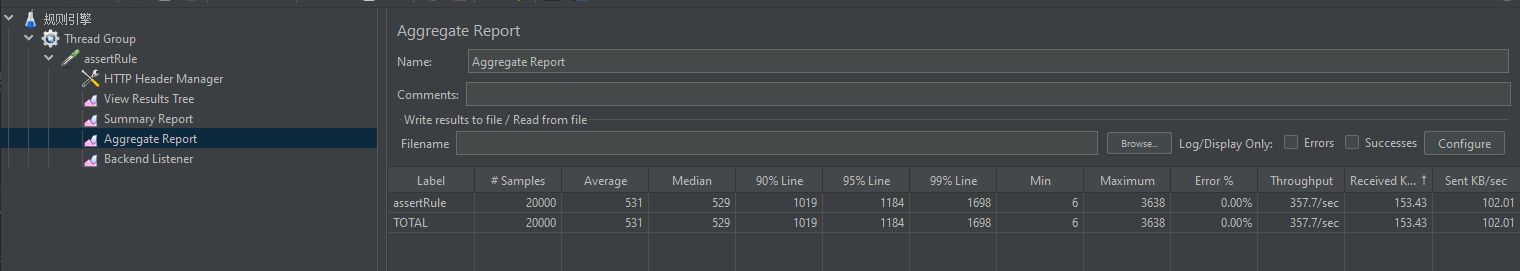 规则引擎
Thread Group
assertRule
HTTP Header Manager
View Results Tree
Summary Report
Aggregate Report
Backend Listener
Aggregate Report
Name: Aggregate Report
Comments:
Write results to file / Read from file
Filename Browse... Log/Display Only: Errors Successes Configure
Label # Samples Average Median 90% Line 95% Line 99% Line Min Maximum Error % Throughput Received K... ↑ Sent KB/sec
assertRule 20000 531 529 1019 1184 1698 6 3638 0.00% 357.7/sec 153.43 102.01
TOTAL 20000 531 529 1019 1184 1698 6 3638 0.00% 357.7/sec 153.43 102.01